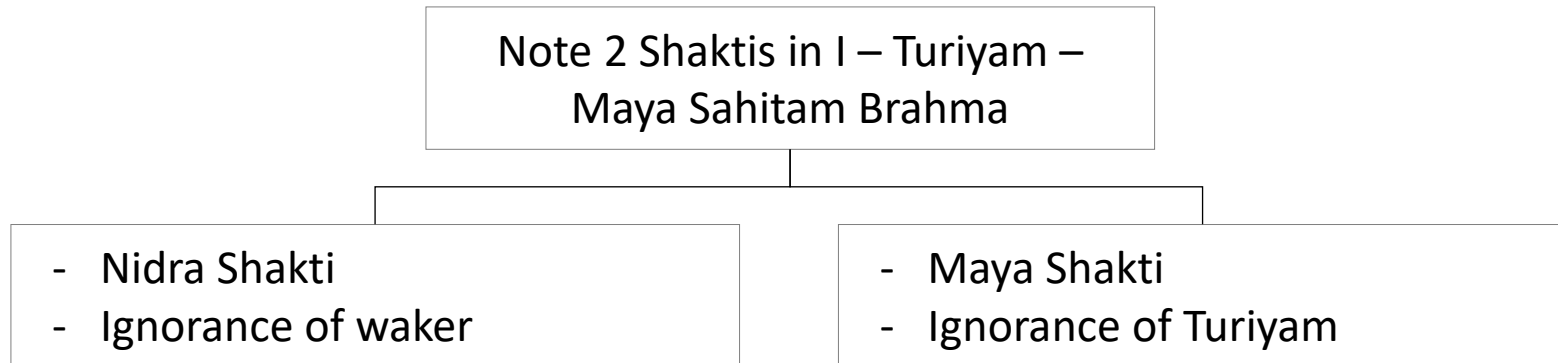 Note 2 Shaktis in I – Turiyam –
Maya Sahitam Brahma
- Nidra Shakti
- Ignorance of waker
- Maya Shakti
- Ignorance of Turiyam